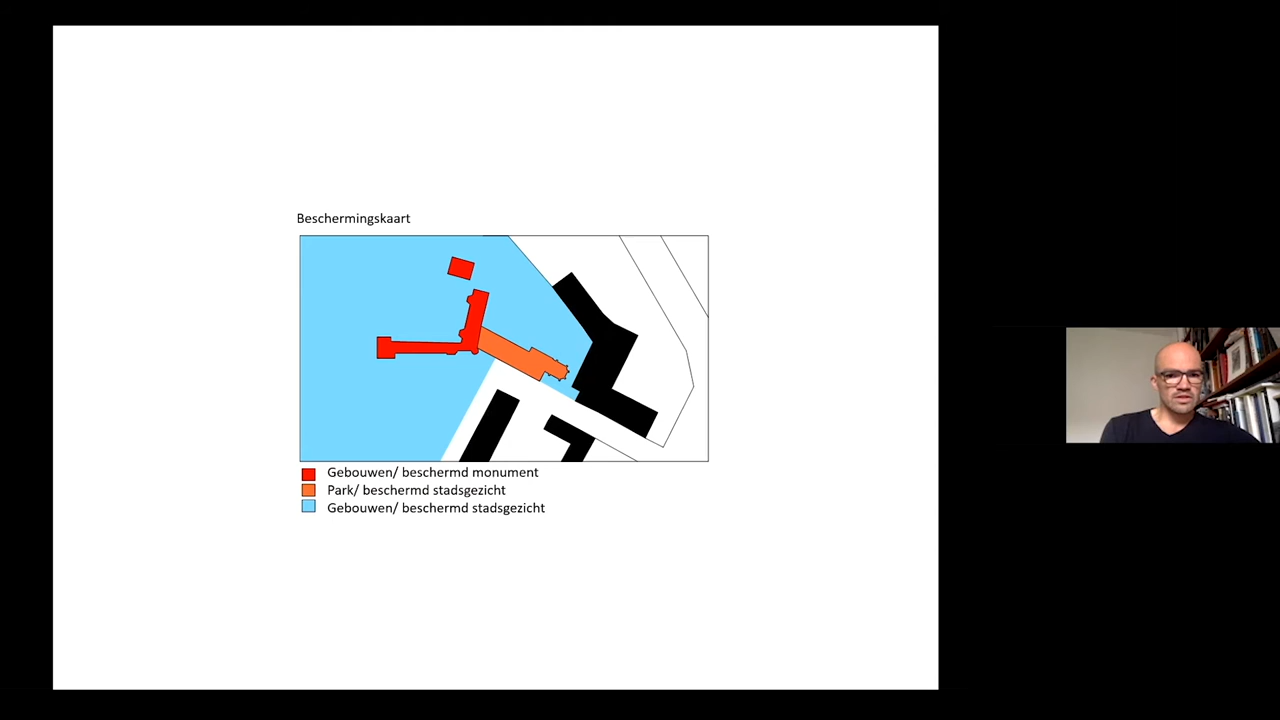 Beschermingskaart
Gebouwen/ beschermd monument
Park/ beschermd stadsgezicht
Gebouwen/ beschermd stadsgezicht